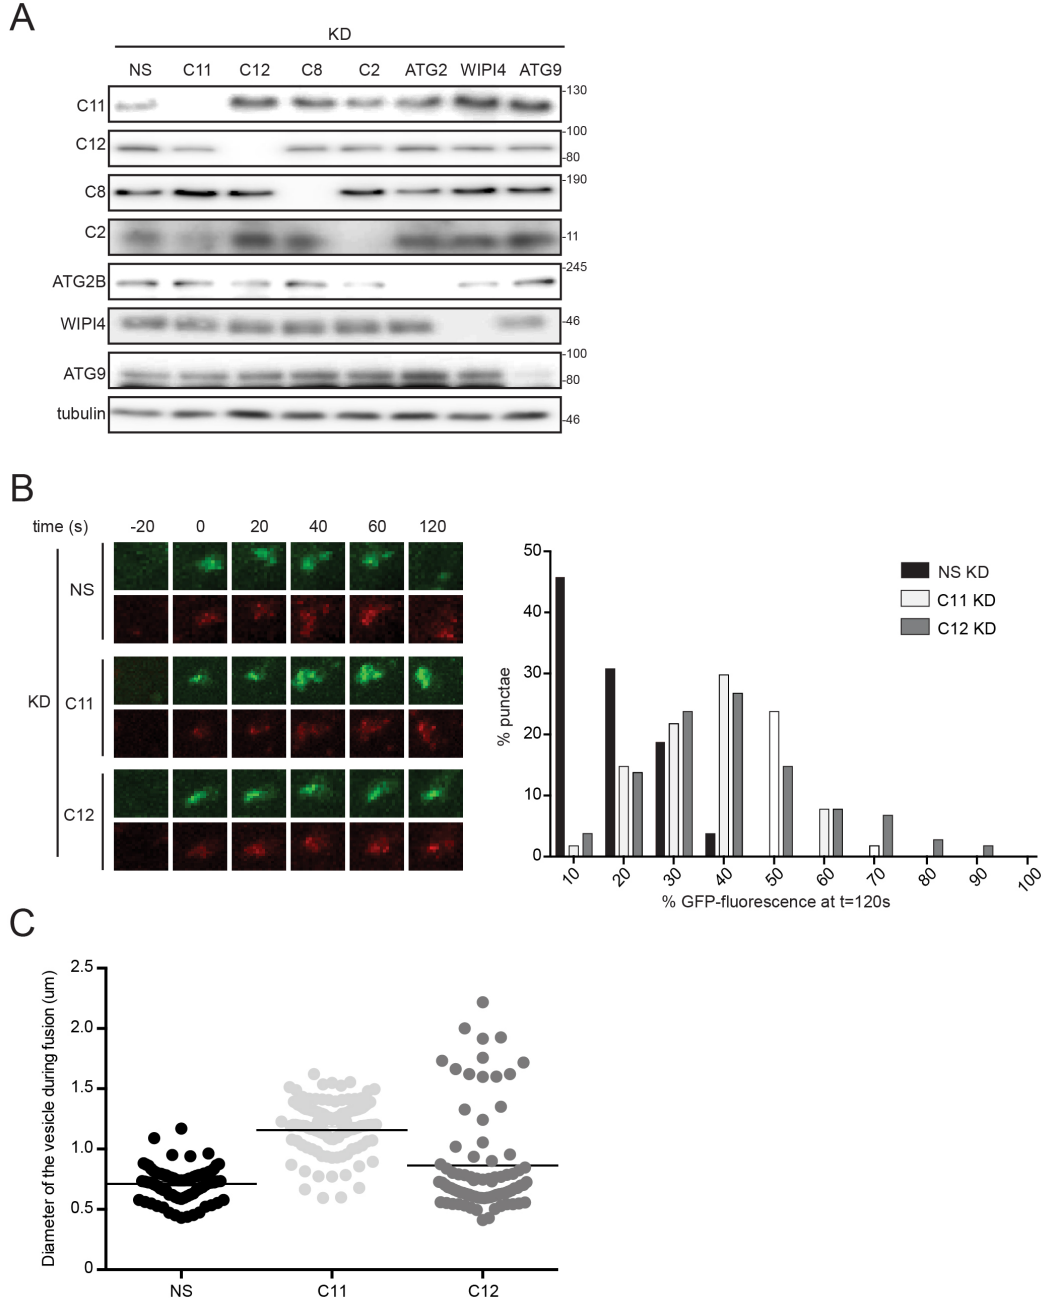 A
KD
NS C11 C12 C8 C2 ATG2 WIPI4 ATG9
C11 -130
C12 -100
-80
C8 -190
C2 -11
ATG2B -245
WIPI4 -46
ATG9 -100
-80
tubulin -46
B
time (s) -20 0 20 40 60 120
KD
NS
C11
C12
50
40
30
20
10
0
% punctae
NS KD
C11 KD
C12 KD
10 20 30 40 50 60 70 80 90 100
% GFP-fluorescence at t=120s
C
Diameter of the vesicle during fusion (um)
2.5
2.0
1.5
1.0
0.5
0
NS C11 C12